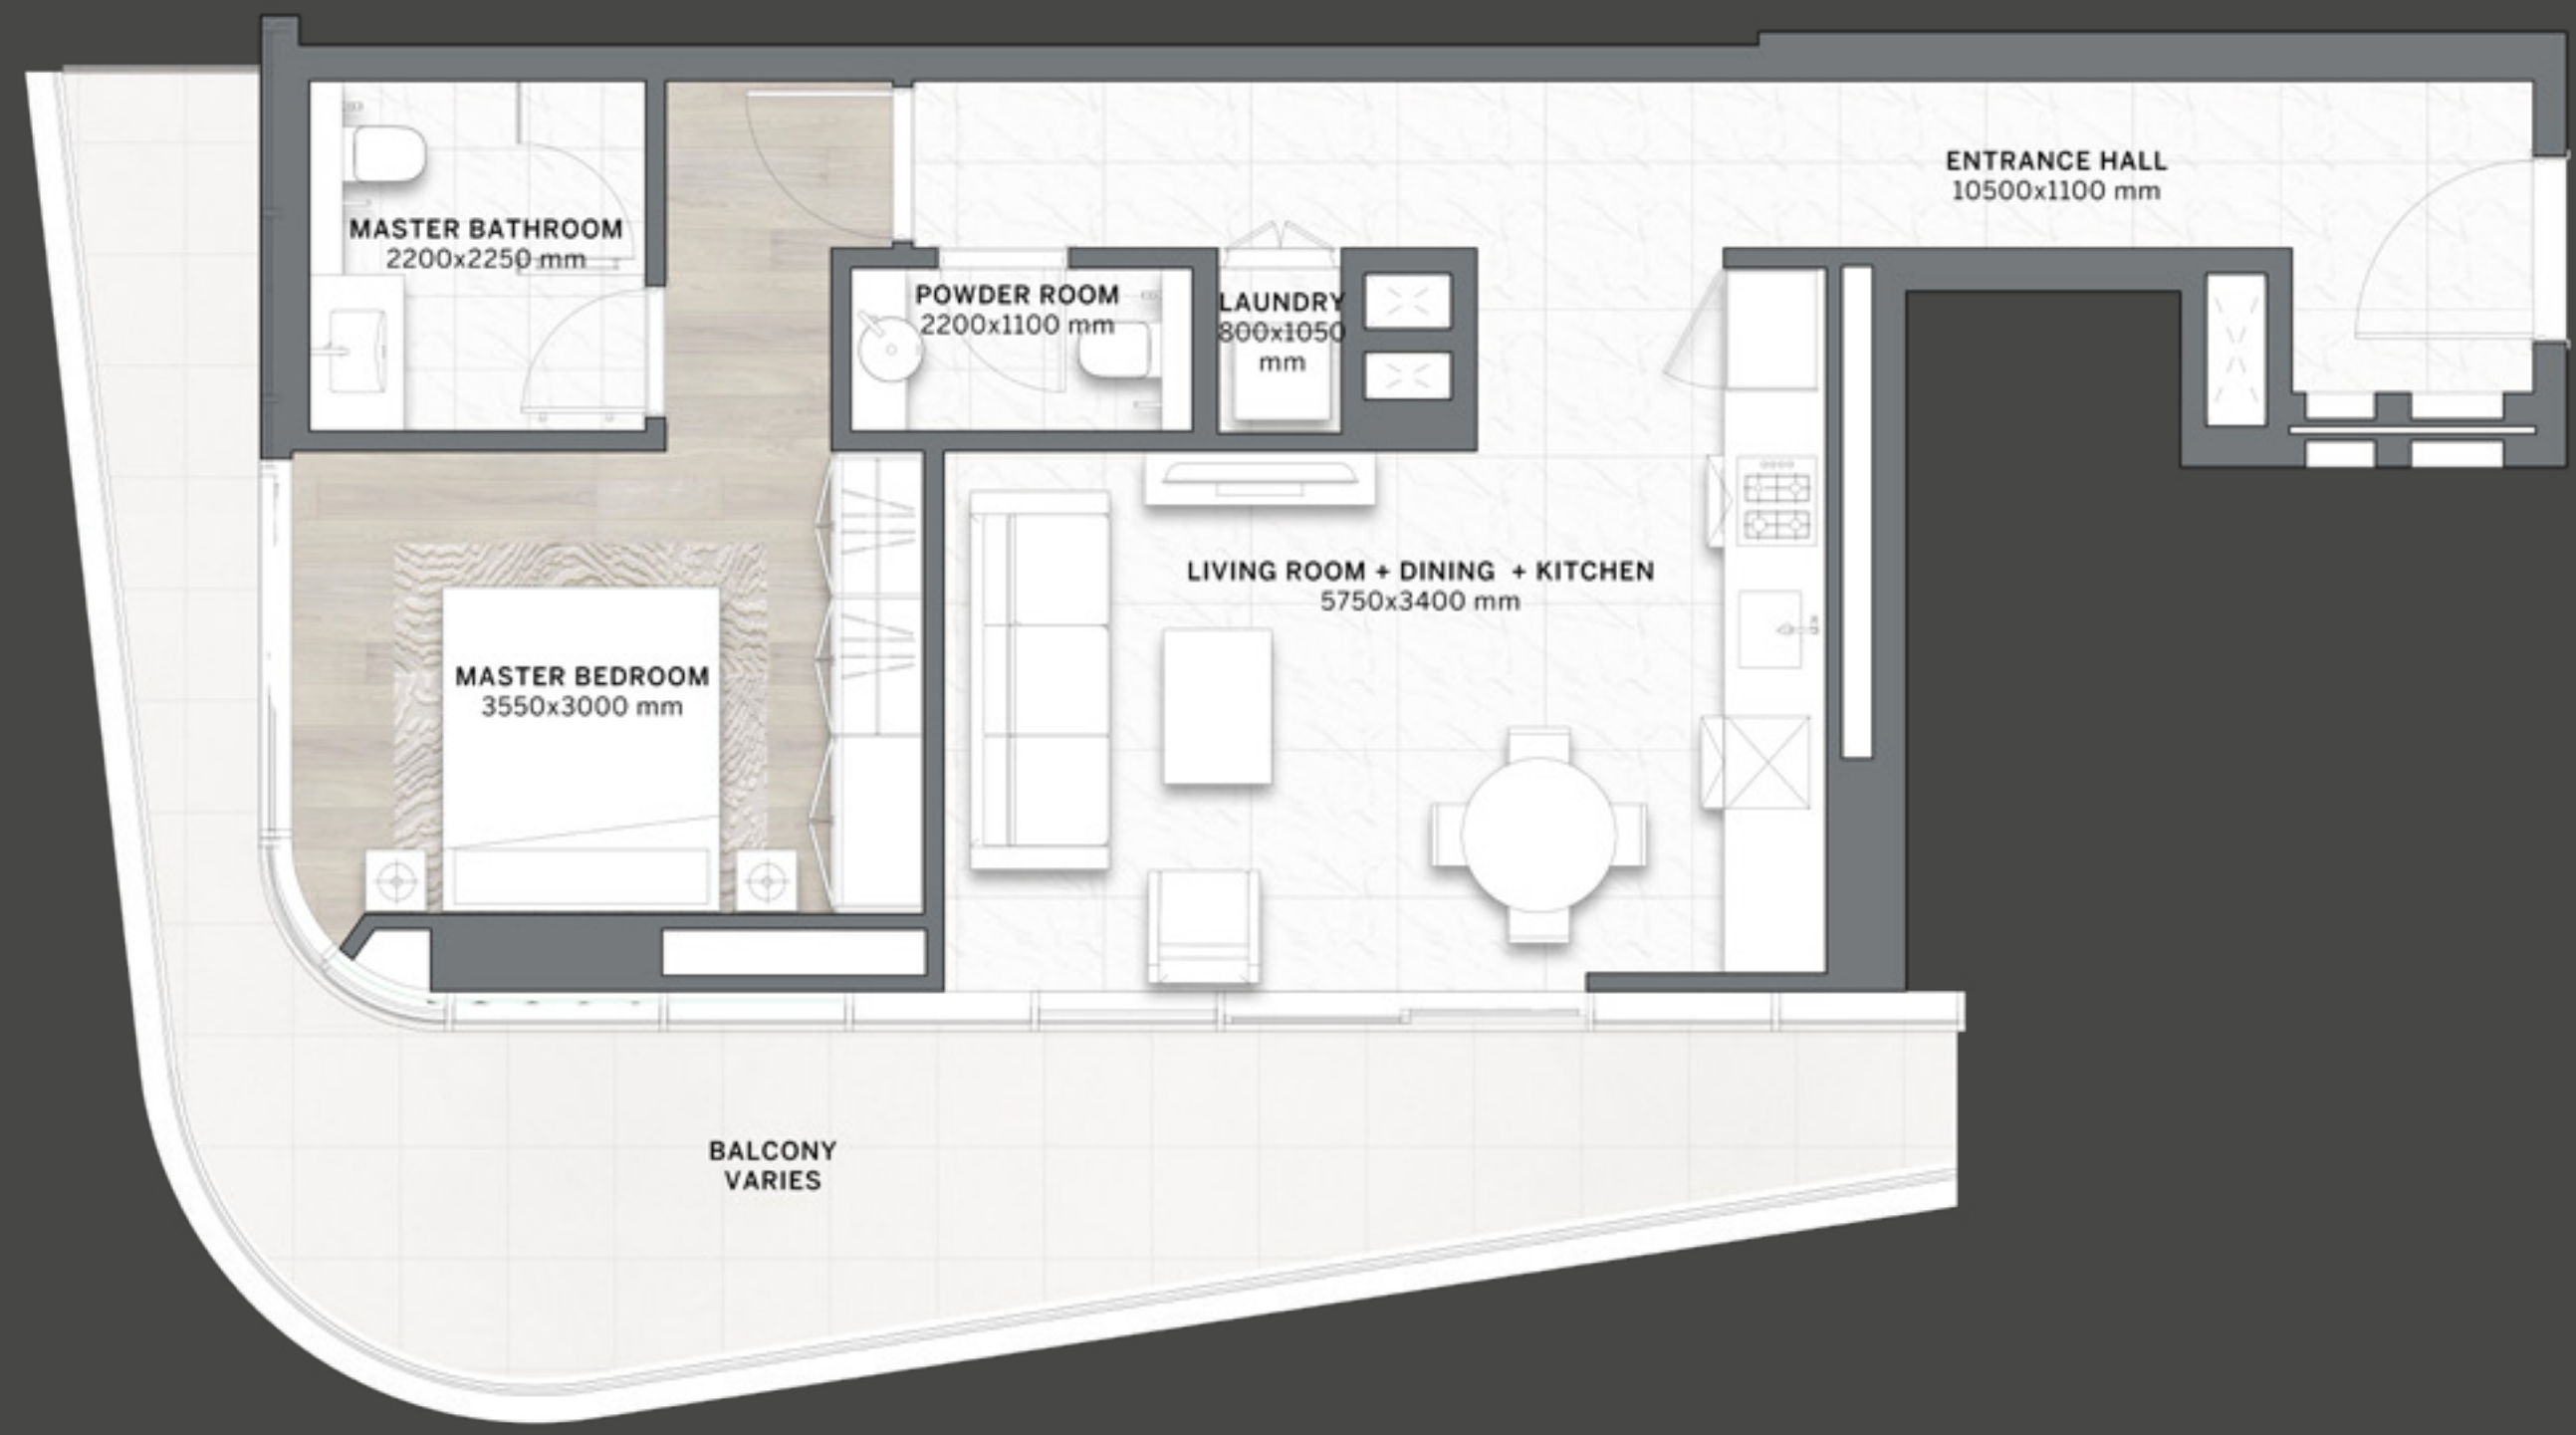 ENTRANCE HALL
10500x1100 mm
MASTER BATHROOM
2200x2250 mm
POWDER ROOM
2200x1100 mm
LAUNDRY
800x1050
mm
LIVING ROOM + DINING + KITCHEN
5750x3400 mm
MASTER BEDROOM
3550x3000 mm
BALCONY
VARIES